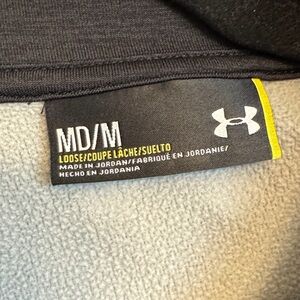 MD/M
LOOSE/COUPE LÂCHE/SUELTO
MADE IN JORDAN/FABRIQUÉ EN JORDANIE/
HECHO EN JORDANIA